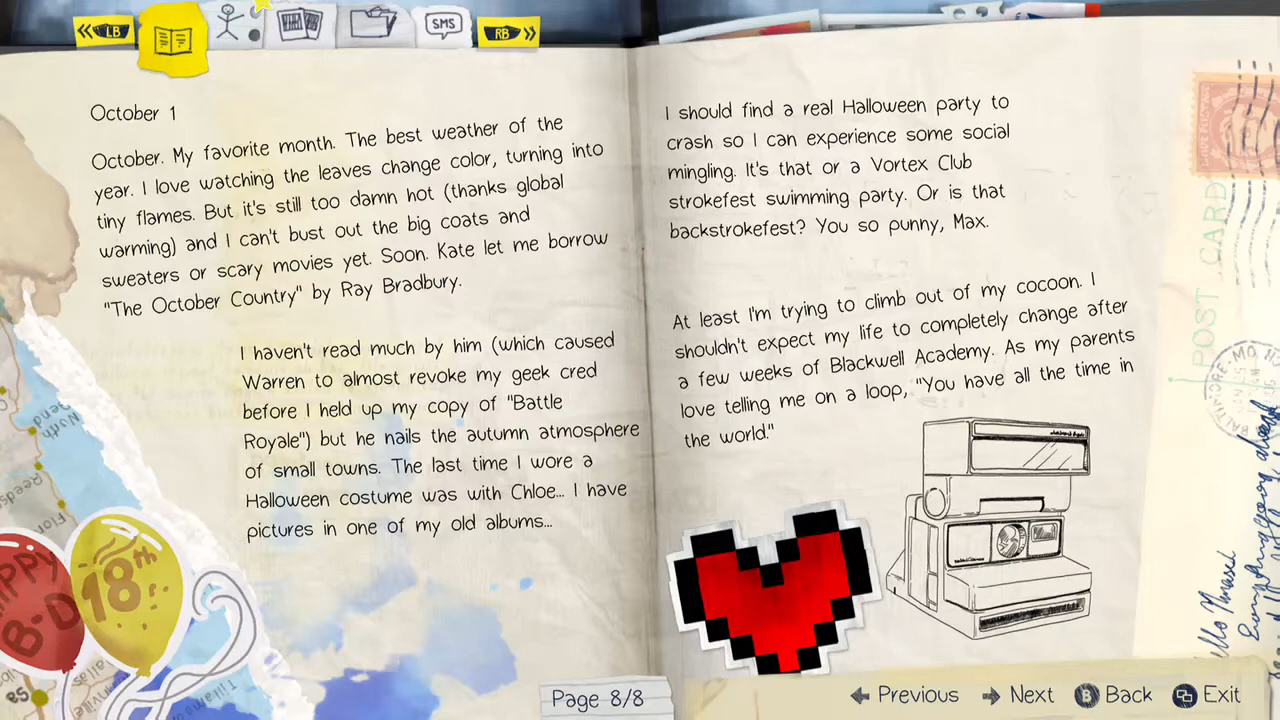 LB
SMS
RB
October 1
October. My favorite month. The best weather of the
year. I love watching the leaves change color, turning into
tiny flames. But it's still too damn hot (thanks global
warming) and I can't bust out the big coats and
sweaters or scary movies yet. Soon. Kate let me borrow
"The October Country" by Ray Bradbury.
I haven't read much by him (which caused
Warren to almost revoke my geek cred
before I held up my copy of "Battle
Royale") but he nails the autumn atmosphere
of small towns. The last time I wore a
Halloween costume was with Chloe... I have
pictures in one of my old albums...
I should find a real Halloween party to
crash so I can experience some social
mingling. It's that or a Vortex Club
strokefest swimming party. Or is that
backstrokefest? You so punny, Max.
At least I'm trying to climb out of my cocoon. I
shouldn't expect my life to completely change after
a few weeks of Blackwell Academy. As my parents
love telling me on a loop, "You have all the time in
the world."
POST CARD
North
Bend
18th
Page 8/8
Previous
Next
B Back
Exit